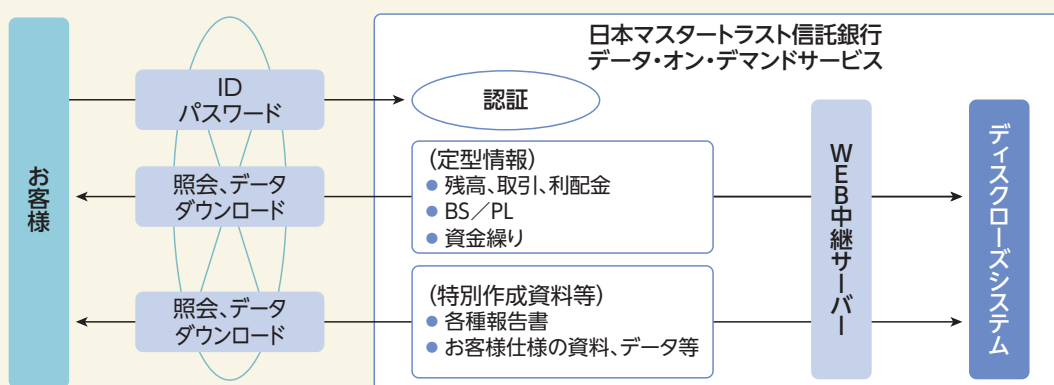 日本マスタートラスト信託銀行
データ・オン・デマンドサービス
お客様
ID
パスワード
認証
照会、データ
ダウンロード
(定型情報)
● 残高、取引、利配金
● BS／PL
● 資金繰り
照会、データ
ダウンロード
(特別作成資料等)
● 各種報告書
● お客様仕様の資料、データ等
WEB中継サーバー
ディスクローズシステム